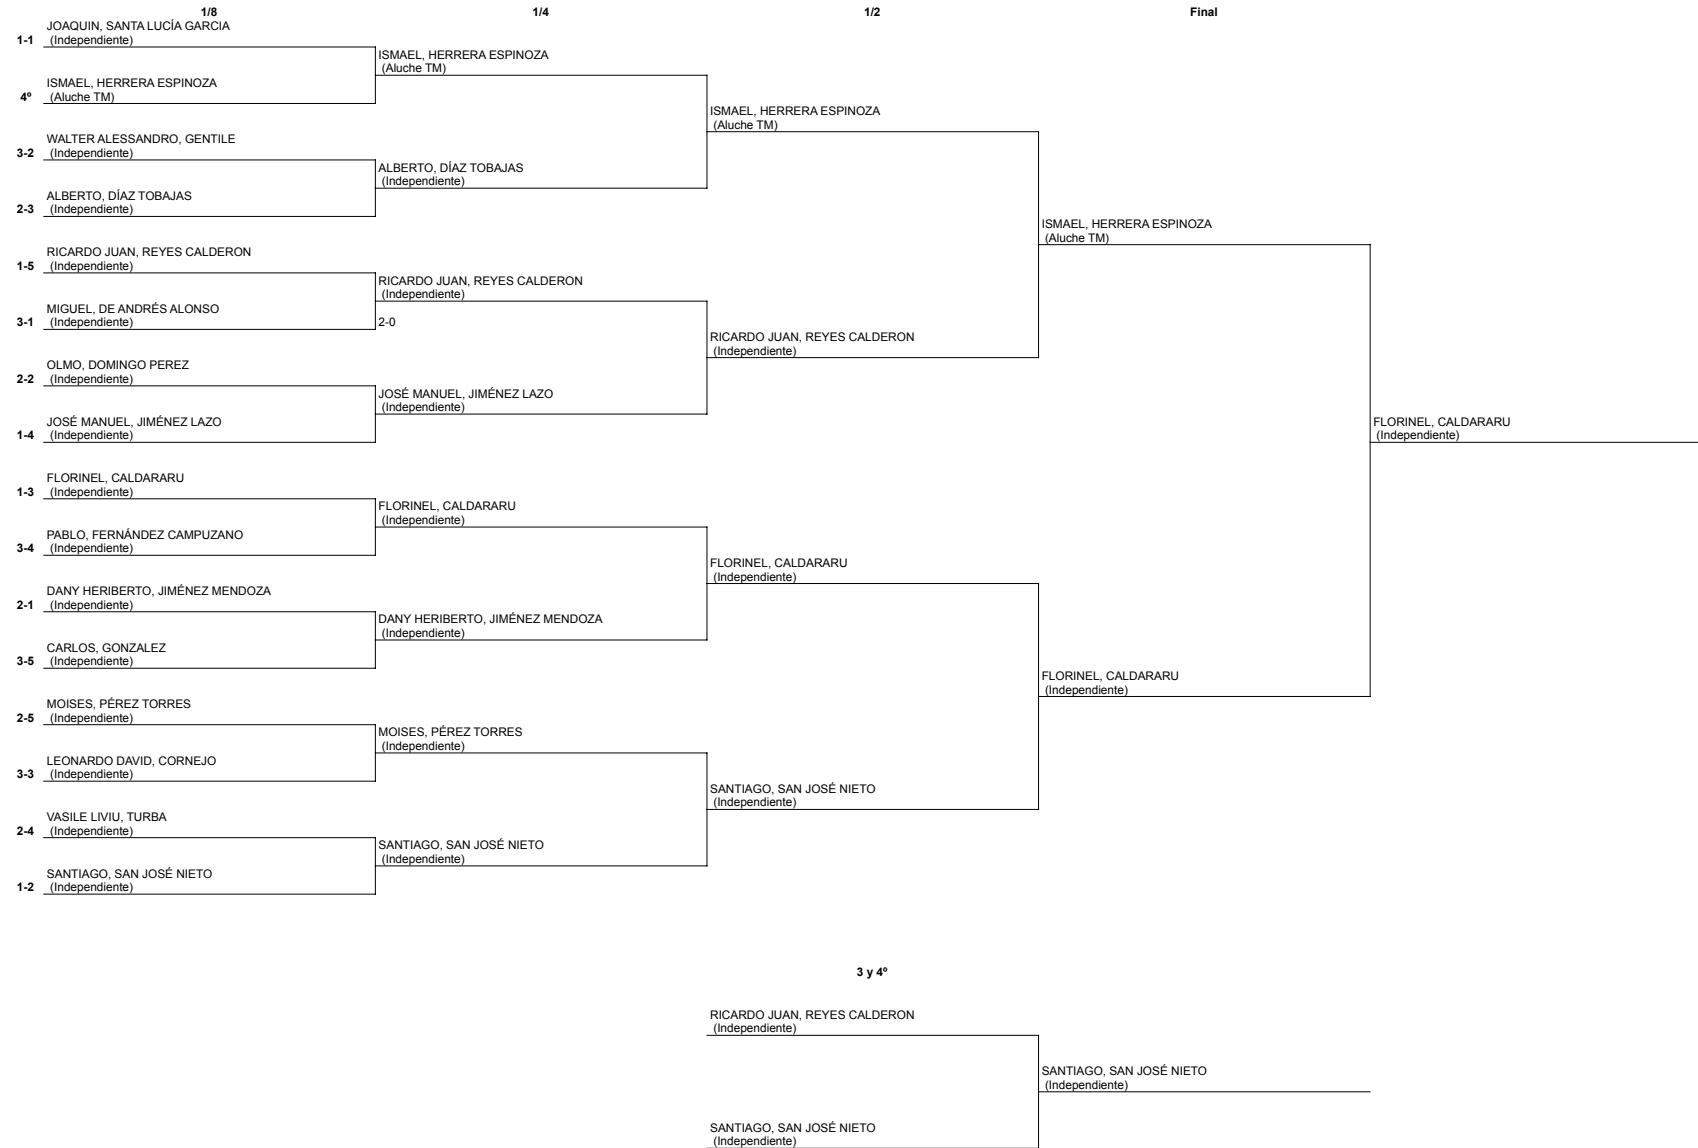 1/8
1/4
1/2
Final
JOAQUIN, SANTA LUCÍA GARCIA
1-1 (Independiente)
ISMAEL, HERRERA ESPINOZA
(Aluche TM)
ISMAEL, HERRERA ESPINOZA
4º (Aluche TM)
ISMAEL, HERRERA ESPINOZA
(Aluche TM)
WALTER ALESSANDRO, GENTILE
3-2 (Independiente)
ALBERTO, DÍAZ TOBAJAS
(Independiente)
ALBERTO, DÍAZ TOBAJAS
2-3 (Independiente)
ISMAEL, HERRERA ESPINOZA
(Aluche TM)
RICARDO JUAN, REYES CALDERON
1-5 (Independiente)
RICARDO JUAN, REYES CALDERON
(Independiente)
MIGUEL, DE ANDRÉS ALONSO
3-1 (Independiente)
2-0
RICARDO JUAN, REYES CALDERON
(Independiente)
OLMO, DOMINGO PEREZ
2-2 (Independiente)
JOSÉ MANUEL, JIMÉNEZ LAZO
(Independiente)
JOSÉ MANUEL, JIMÉNEZ LAZO
1-4 (Independiente)
FLORINEL, CALDARARU
(Independiente)
FLORINEL, CALDARARU
1-3 (Independiente)
FLORINEL, CALDARARU
(Independiente)
PABLO, FERNÁNDEZ CAMPUZANO
3-4 (Independiente)
FLORINEL, CALDARARU
(Independiente)
DANY HERIBERTO, JIMÉNEZ MENDOZA
2-1 (Independiente)
DANY HERIBERTO, JIMÉNEZ MENDOZA
(Independiente)
CARLOS, GONZALEZ
3-5 (Independiente)
FLORINEL, CALDARARU
(Independiente)
MOISES, PÉREZ TORRES
2-5 (Independiente)
MOISES, PÉREZ TORRES
(Independiente)
LEONARDO DAVID, CORNEJO
3-3 (Independiente)
SANTIAGO, SAN JOSÉ NIETO
(Independiente)
VASILE LIVIU, TURBA
2-4 (Independiente)
SANTIAGO, SAN JOSÉ NIETO
(Independiente)
SANTIAGO, SAN JOSÉ NIETO
1-2 (Independiente)
3 y 4º
RICARDO JUAN, REYES CALDERON
(Independiente)
SANTIAGO, SAN JOSÉ NIETO
(Independiente)
SANTIAGO, SAN JOSÉ NIETO
(Independiente)